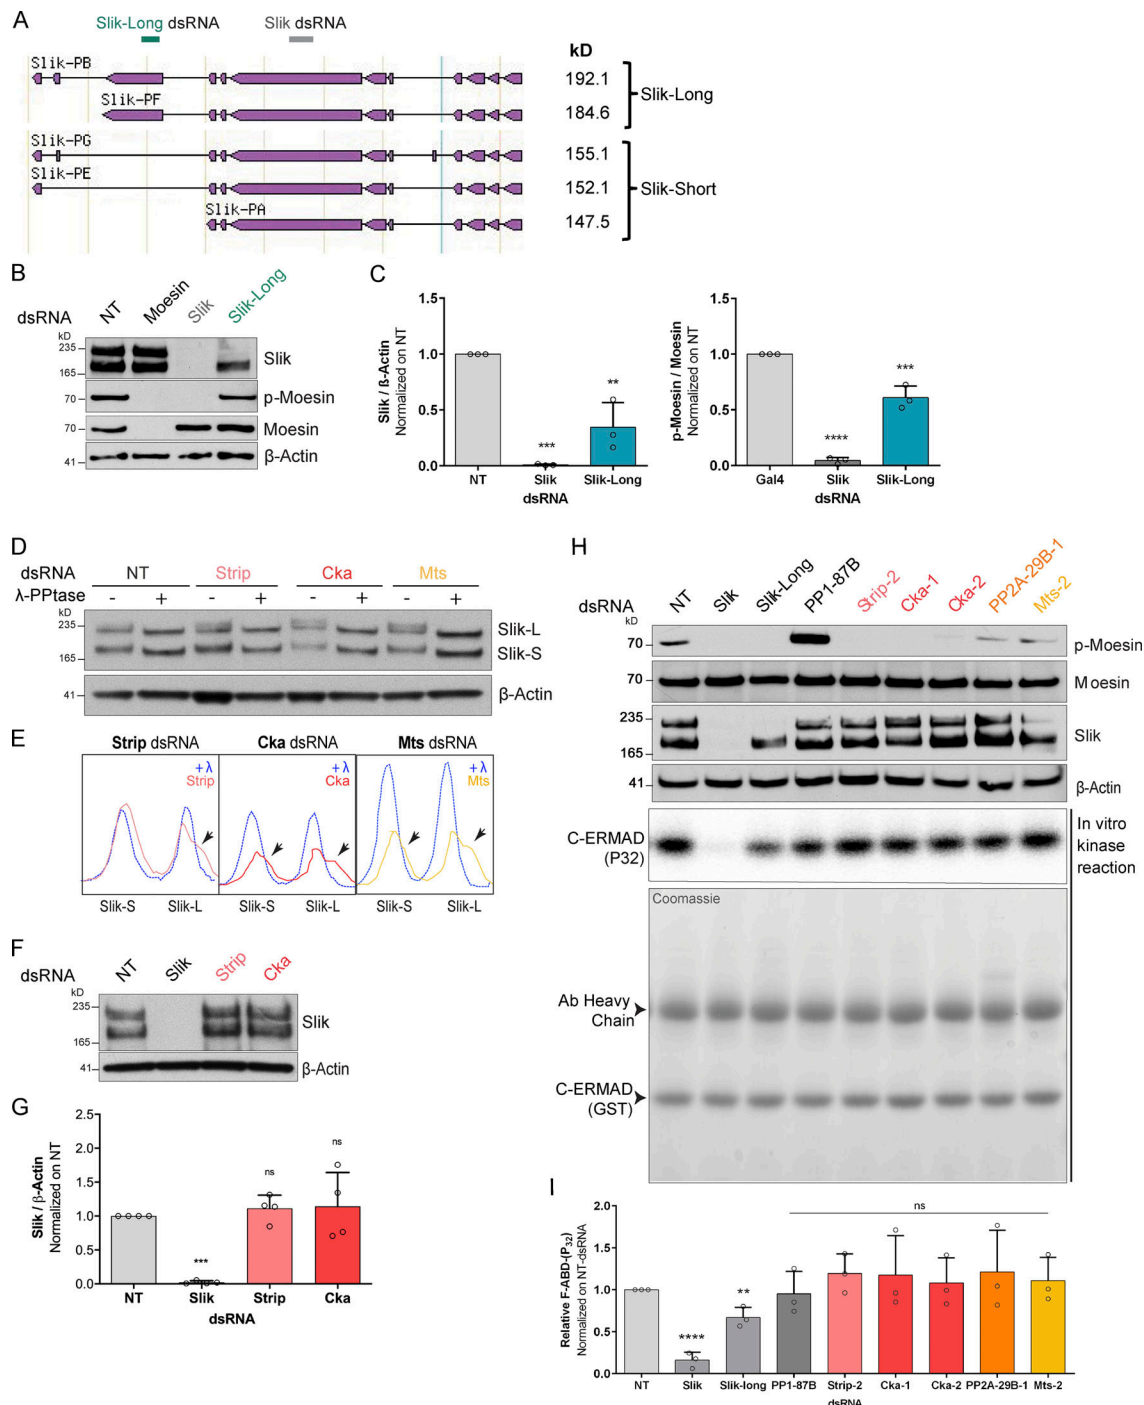 A
Slik-Long dsRNA
Slik dsRNA
kD
Slik-PB
192.1
Slik-PF
184.6
Slik-Long
Slik-PG
155.1
Slik-PE
152.1
Slik-Short
Slik-PA
147.5
B
dsRNA
NT
Moesin
Slik
Slik-Long
kD
235
165
Slik
70
p-Moesin
70
Moesin
41
β-Actin
C
Slik / ß-Actin
Normalized on NT
1.5
1.0
0.5
0.0
***
**
NT
Slik
Slik-Long
dsRNA
p-Moesin / Moesin
Normalized on NT
1.5
1.0
0.5
0.0
****
***
Gal4
Slik
Slik-Long
dsRNA
D
dsRNA
NT
Strip
Cka
Mts
λ-PPtase
- + - + - + - +
kD
235
165
Slik-L
Slik-S
41
β-Actin
E
Strip dsRNA
Cka dsRNA
Mts dsRNA
+λ
Strip
+λ
Cka
+λ
Mts
Slik-S
Slik-L
Slik-S
Slik-L
Slik-S
Slik-L
F
dsRNA
NT
Slik
Strip
Cka
kD
235
165
Slik
41
β-Actin
G
Slik / β-Actin
Normalized on NT
2.5
2.0
1.5
1.0
0.5
0.0
***
ns
ns
NT
Slik
Strip
Cka
dsRNA
H
dsRNA
NT
Slik
Slik-Long
PP1-87B
Strip-2
Cka-1
Cka-2
PP2A-29B-1
Mts-2
kD
70
p-Moesin
70
Moesin
235
165
Slik
41
β-Actin
C-ERMAD
(P32)
In vitro
kinase
reaction
Coomassie
Ab Heavy
Chain
C-ERMAD
(GST)
I
Relative F-ABD-(P32)
Normalized on NT-dsRNA
2.0
1.5
1.0
0.5
0.0
****
**
ns
NT
Slik
Slik-long
PP1-87B
Strip-2
Cka-1
Cka-2
PP2A-29B-1
Mts-2
dsRNA